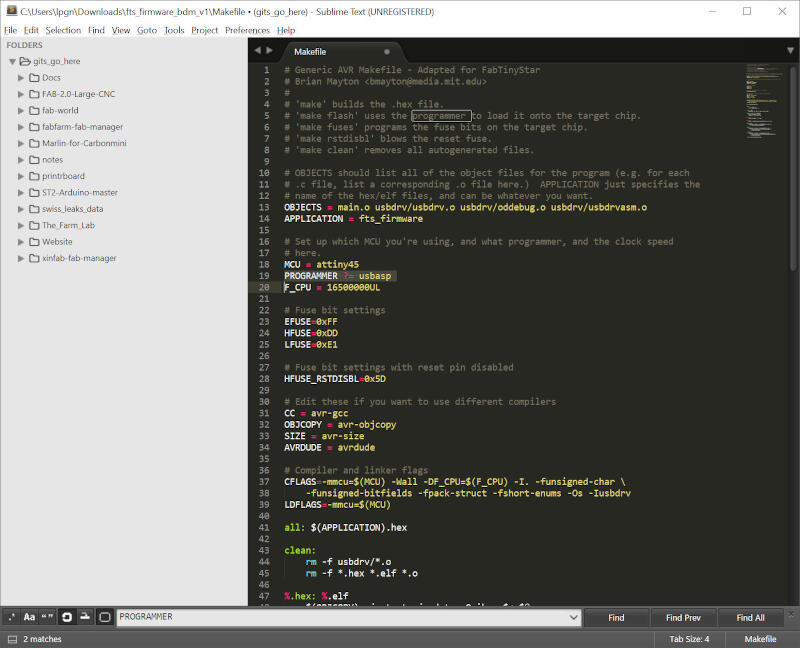 C:\Users\lpgn\Downloads\fts_firmware_bdm_v1\Makefile • (gits_go_here) - Sublime Text (UNREGISTERED)
File Edit Selection Find View Goto Tools Project Preferences Help
FOLDERS
gits_go_here
Docs
FAB-2.0-Large-CNC
fab-world
fabfarm-fab-manager
Marlin-for-Carbonmini
notes
printrboard
ST2-Arduino-master
swiss_leaks_data
The_Farm_Lab
Website
xinfab-fab-manager
Makefile
1 # Generic AVR Makefile - Adapted for FabTinyStar
2 # Brian Mayton <bmayton@media.mit.edu>
3 #
4 # 'make' builds the .hex file.
5 # 'make flash' uses the programmer to load it onto the target chip.
6 # 'make fuses' programs the fuse bits on the target chip.
7 # 'make rstdisbl' blows the reset fuse.
8 # 'make clean' removes all autogenerated files.
9
10 # OBJECTS should list all of the object files for the program (e.g. for each
11 # .c file, list a corresponding .o file here.)  APPLICATION just specifies the
12 # name of the hex/elf files, and can be whatever you want.
13 OBJECTS = main.o usbdrv/usbdrv.o usbdrv/oddebug.o usbdrv/usbdrvasm.o
14 APPLICATION = fts_firmware
15
16 # Set up which MCU you're using, and what programmer, and the clock speed
17 # here.
18 MCU = attiny45
19 PROGRAMMER ?= usbasp
20 F_CPU = 16500000UL
21
22 # Fuse bit settings
23 EFUSE=0xFF
24 HFUSE=0xDD
25 LFUSE=0xE1
26
27 # Fuse bit settings with reset pin disabled
28 HFUSE_RSTDISBL=0x5D
29
30 # Edit these if you want to use different compilers
31 CC = avr-gcc
32 OBJCOPY = avr-objcopy
33 SIZE = avr-size
34 AVRDUDE = avrdude
35
36 # Compiler and linker flags
37 CFLAGS=-mmcu=$(MCU) -Wall -DF_CPU=$(F_CPU) -I. -funsigned-char \
38 -funsigned-bitfields -fpack-struct -fshort-enums -Os -Iusbdrv
39 LDFLAGS=-mmcu=$(MCU)
40
41 all: $(APPLICATION).hex
42
43 clean:
44 rm -f usbdrv/*.o
45 rm -f *.hex *.elf *.o
46
47 %.hex: %.elf
.* Aa “” PROGRAMMER Find Find Prev Find All
2 matches Tab Size: 4 Makefile